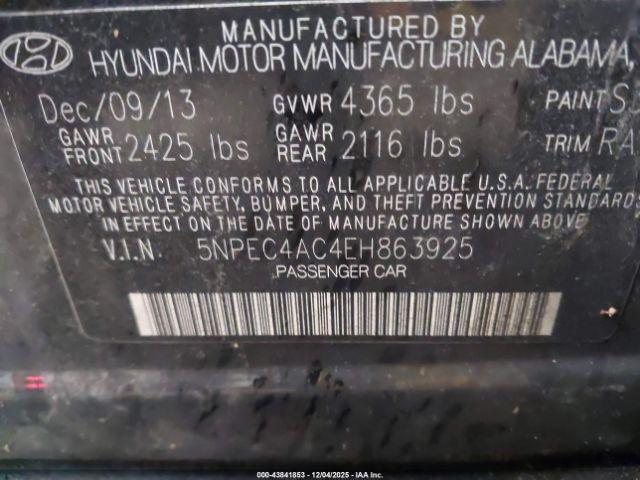 MANUFACTURED BY
HYUNDAI MOTOR MANUFACTURING ALABAMA,
Dec/09/13 GVWR 4365 lbs PAINT S
GAWR FRONT 2425 lbs GAWR REAR 2116 lbs TRIM RA
THIS VEHICLE CONFORMS TO ALL APPLICABLE U.S.A. FEDERAL
MOTOR VEHICLE SAFETY, BUMPER, AND THEFT PREVENTION STANDARDS
IN EFFECT ON THE DATE OF MANUFACTURE SHOWN ABOVE.
V.I.N. 5NPEC4AC4EH863925
PASSENGER CAR
000-43841853 - 12/04/2025 - IAA Corp.